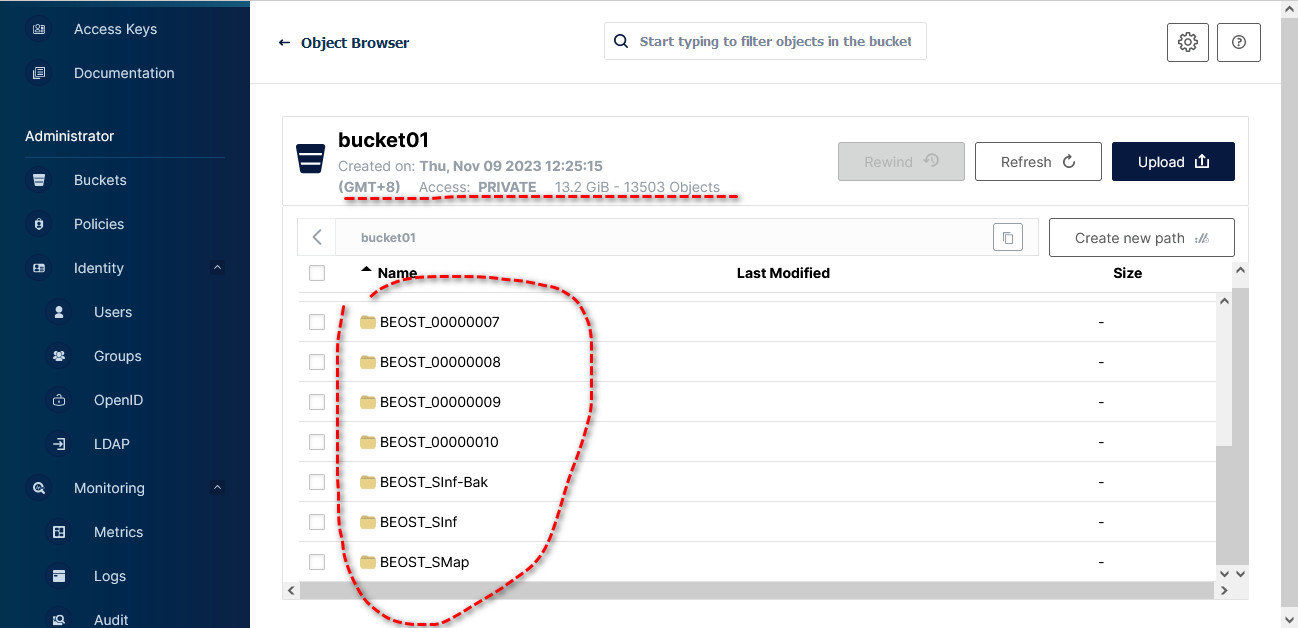 Access Keys
Documentation
Administrator
Buckets
Policies
Identity
Users
Groups
OpenID
LDAP
Monitoring
Metrics
Logs
Audit
← Object Browser
Start typing to filter objects in the bucket
bucket01
Created on: Thu, Nov 09 2023 12:25:15
(GMT+8) Access: PRIVATE 13.2 GiB - 13503 Objects
Rewind
Refresh
Upload
bucket01
Create new path
Name Last Modified Size
BEOST_00000007 -
BEOST_00000008 -
BEOST_00000009 -
BEOST_00000010 -
BEOST_SInf-Bak -
BEOST_SInf -
BEOST_SMap -